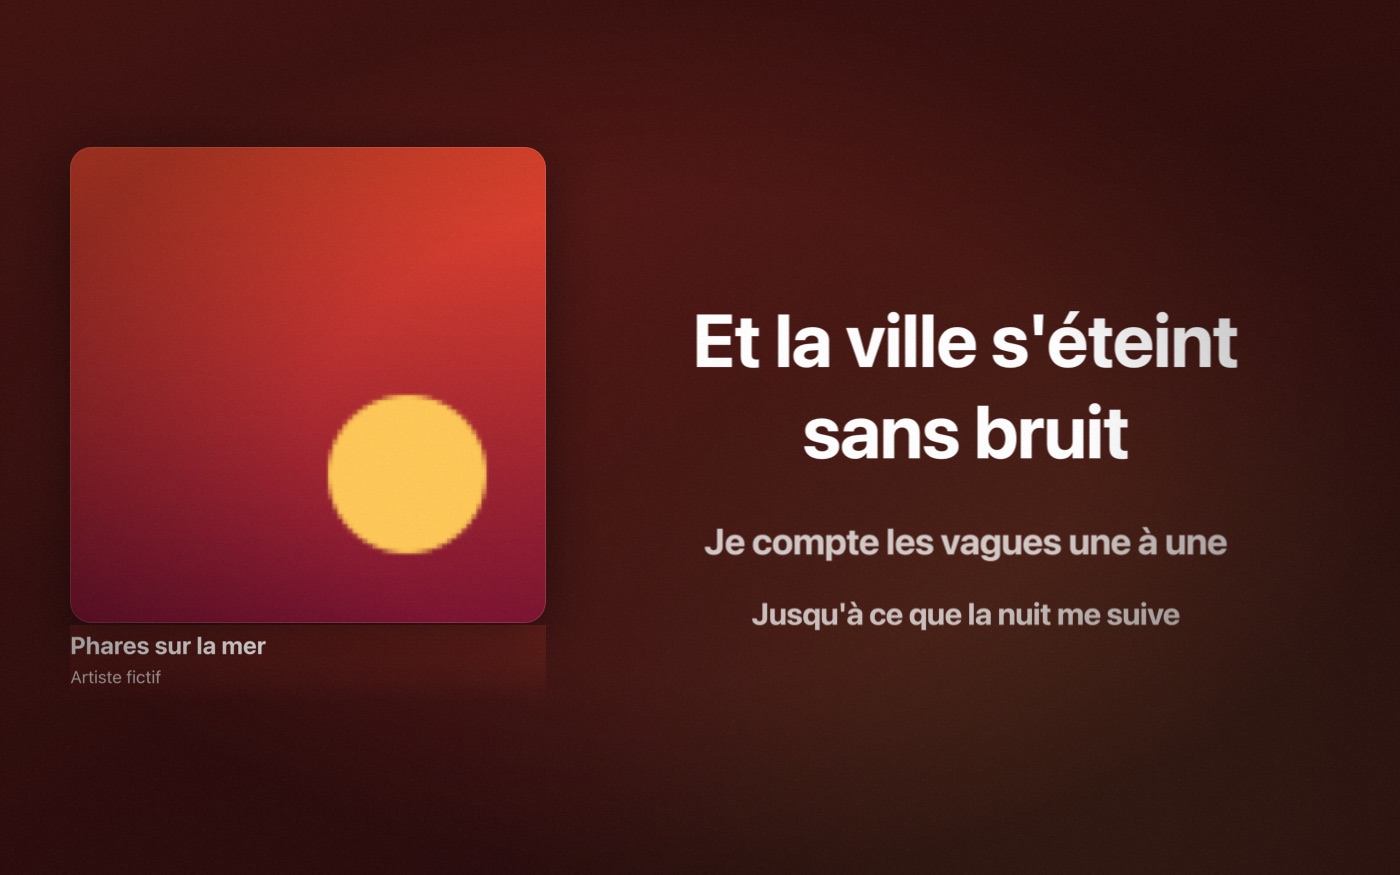 Phares sur la mer
Artiste fictif
Et la ville s'éteint
sans bruit
Je compte les vagues une à une
Jusqu'à ce que la nuit me suive